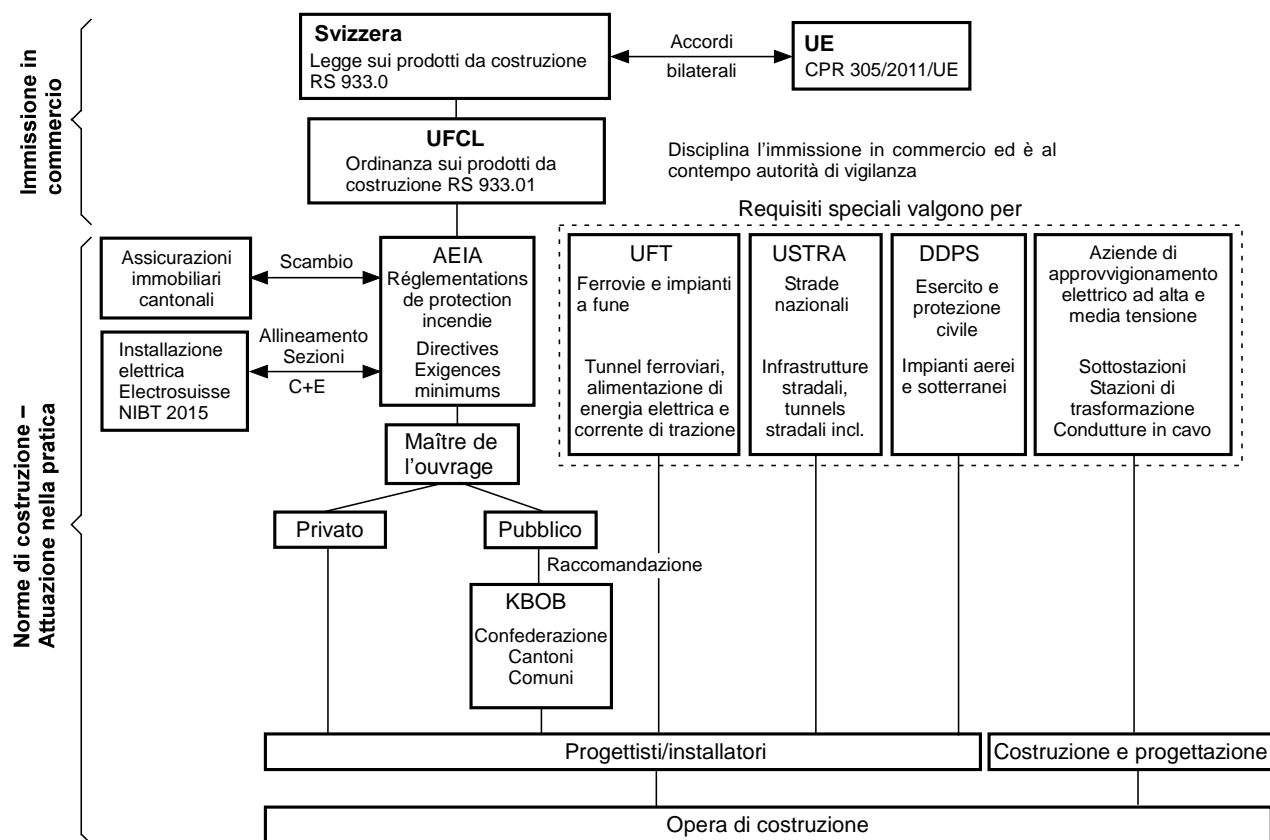 Immissione in
commercio
Svizzera
Legge sui prodotti da costruzione
RS 933.0
Accordi
bilaterali
UE
CPR 305/2011/UE
UFCL
Ordinanza sui prodotti da
costruzione RS 933.01
Disciplina l'immissione in commercio ed è al
contempo autorità di vigilanza
Requisiti speciali valgono per
Norme di costruzione –
Attuazione nella pratica
Assicurazioni
immobiliari
cantonali
Scambio
AEIA
Réglementations
de protection
incendie
Directives
Exigences
minimums
Installazione
elettrica
Electrosuisse
NIBT 2015
Allineamento
Sezioni
C+E
UFT
Ferrovie e impianti
a fune
Tunnel ferroviari,
alimentazione di
energia elettrica e
corrente di trazione
USTRA
Strade
nazionali
Infrastrutture
stradali,
tunnels
stradali incl.
DDPS
Esercito e
protezione
civile
Impianti aerei
e sotterranei
Aziende di
approvvigionamento
elettrico ad alta e
media tensione
Sottostazioni
Stazioni di
trasformazione
Condutture in cavo
Maître de
l'ouvrage
Privato
Pubblico
Raccomandazione
KBOB
Confederazione
Cantoni
Comuni
Progettisti/installatori
Costruzione e progettazione
Opera di costruzione